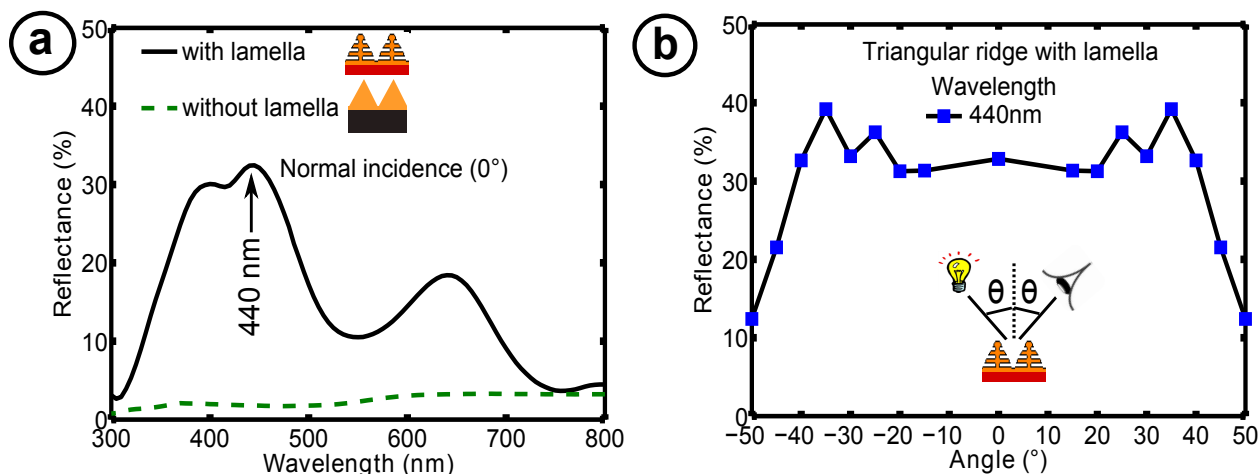 a
50
40
30
20
10
0
Reflectance (%)
with lamella
without lamella
Normal incidence (0°)
440 nm
300 400 500 600 700 800
Wavelength (nm)
b
50
40
30
20
10
0
Reflectance (%)
Triangular ridge with lamella
Wavelength
440nm
θ θ
−50 −40 −30 −20 −10 0 10 20 30 40 50
Angle (°)